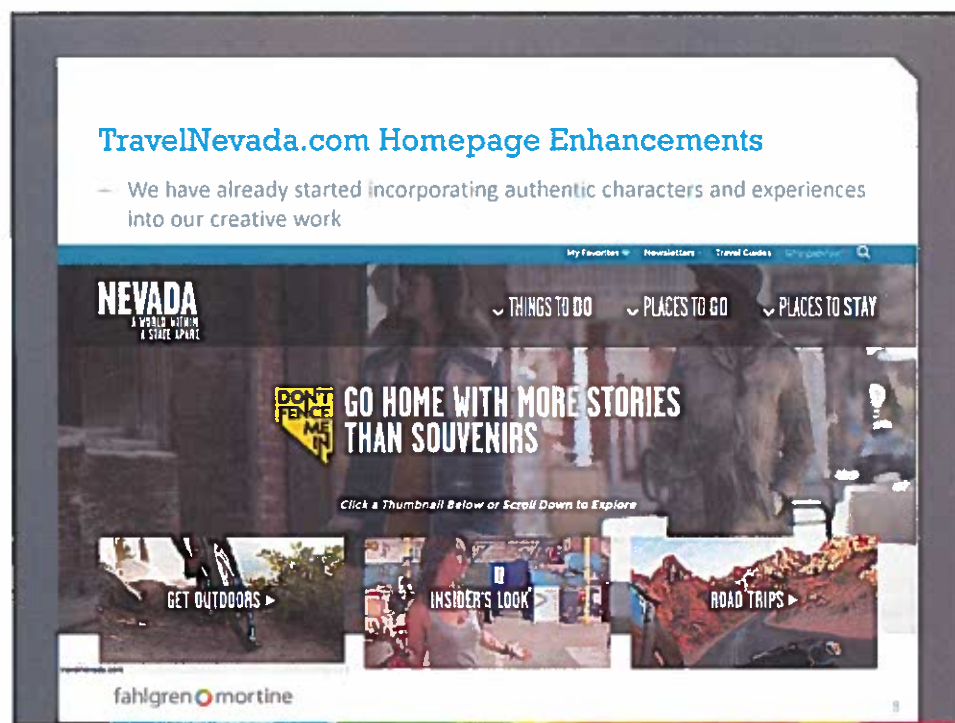 TravelNevada.com Homepage Enhancements
– We have already started incorporating authentic characters and experiences
into our creative work
My Favorites Newsletters Travel Guides
NEVADA
A WORLD WITHIN
A STATE APART
THINGS TO DO PLACES TO GO PLACES TO STAY
DON'T
FENCE
ME
IN
GO HOME WITH MORE STORIES
THAN SOUVENIRS
Click a Thumbnail Below or Scroll Down to Explore
GET OUTDOORS INSIDER'S LOOK ROAD TRIPS
fahlgren mortine
8